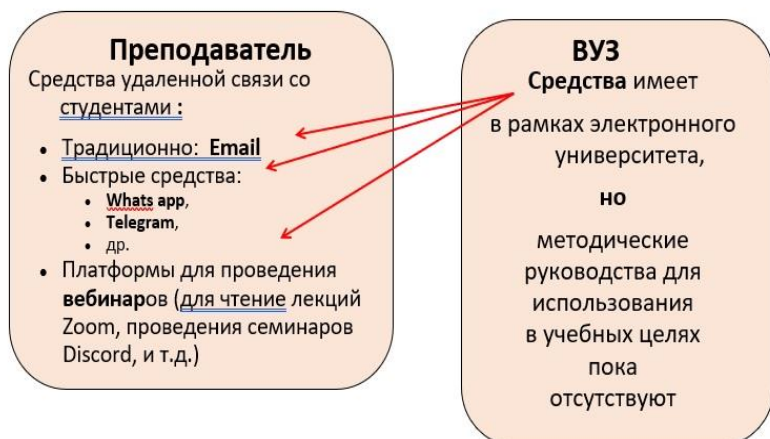 Преподаватель
Средства удаленной связи со
студентами :
• Традиционно: Email
• Быстрые средства:
• Whats app,
• Telegram,
• др.
• Платформы для проведения
вебинаров (для чтение лекций
Zoom, проведения семинаров
Discord, и т.д.)
ВУЗ
Средства имеет
в рамках электронного
университета,
но
методические
руководства для
использования
в учебных целях
пока
отсутствуют